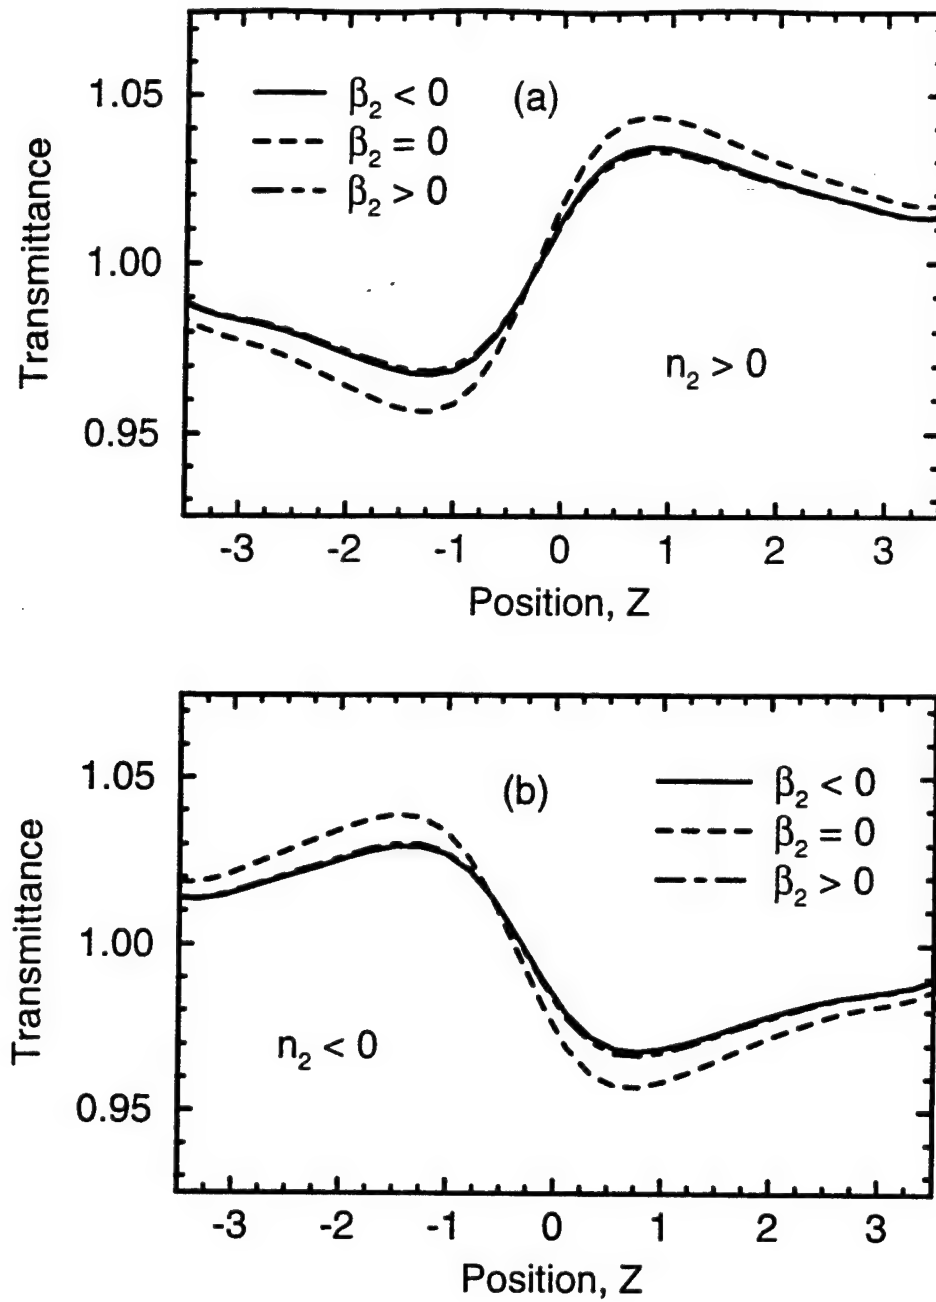 1.05
1.00
0.95
Transmittance
β₂ < 0
β₂ = 0
β₂ > 0
(a)
n₂ > 0
-3 -2 -1 0 1 2 3
Position, Z
1.05
1.00
0.95
Transmittance
(b)
β₂ < 0
β₂ = 0
β₂ > 0
n₂ < 0
-3 -2 -1 0 1 2 3
Position, Z